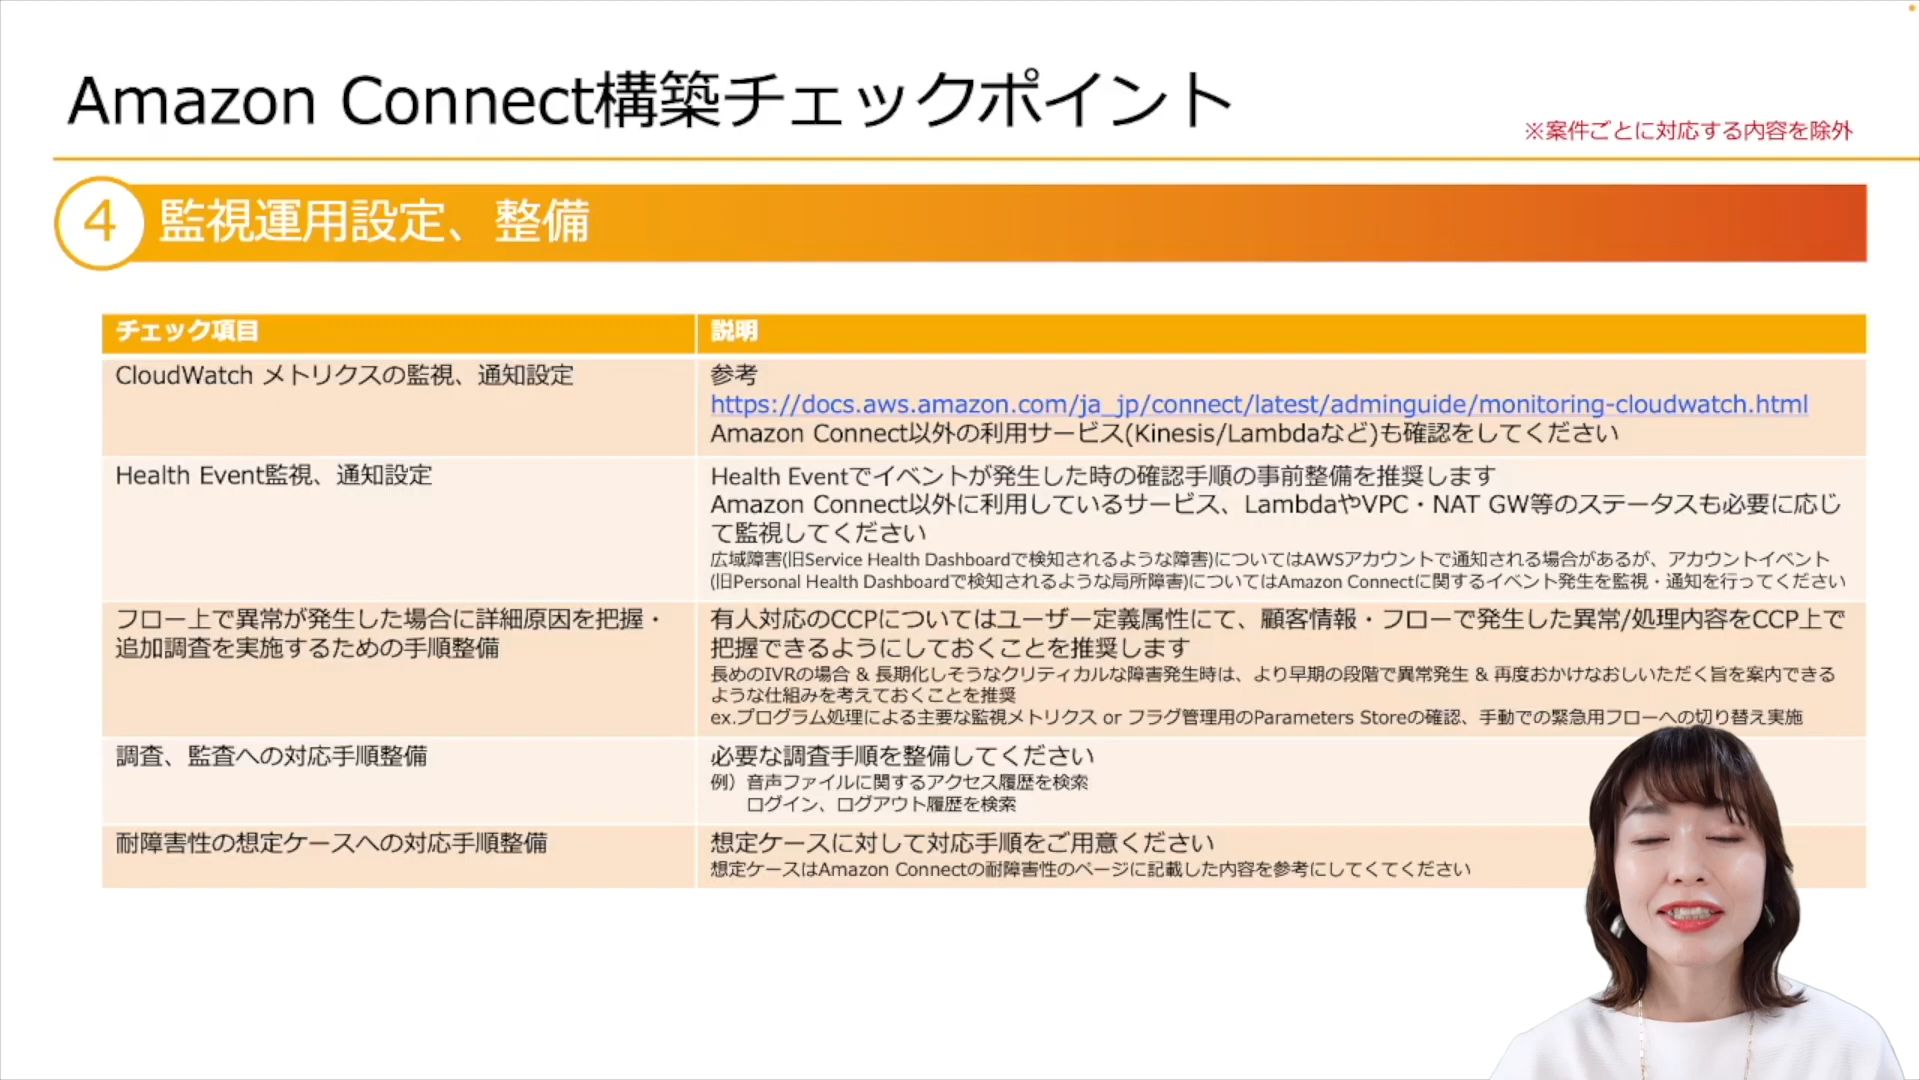 Amazon Connect構築チェックポイント
※案件ごとに対応する内容を除外
4 監視運用設定、整備
チェック項目
説明
CloudWatch メトリクスの監視、通知設定
参考
https://docs.aws.amazon.com/ja_jp/connect/latest/adminguide/monitoring-cloudwatch.html
Amazon Connect以外の利用サービス(Kinesis/Lambdaなど)も確認をしてください
Health Event監視、通知設定
Health Eventでイベントが発生した時の確認手順の事前整備を推奨します
Amazon Connect以外に利用しているサービス、LambdaやVPC・NAT GW等のステータスも必要に応じ
て監視してください
広域障害(旧Service Health Dashboardで検知されるような障害)についてはAWSアカウントで通知される場合があるが、アカウントイベント
(旧Personal Health Dashboardで検知されるような局所障害)についてはAmazon Connectに関するイベント発生を監視・通知を行ってください
フロー上で異常が発生した場合に詳細原因を把握・
追加調査を実施するための手順整備
有人対応のCCPについてはユーザー定義属性にて、顧客情報・フローで発生した異常/処理内容をCCP上で
把握できるようにしておくことを推奨します
長めのIVRの場合 & 長期化しそうなクリティカルな障害発生時は、より早期の段階で異常発生 & 再度おかけなおしいただく旨を案内できる
ような仕組みを考えておくことを推奨
ex.プログラム処理による主要な監視メトリクス or フラグ管理用のParameters Storeの確認、手動での緊急用フローへの切り替え実施
調査、監査への対応手順整備
必要な調査手順を整備してください
例）音声ファイルに関するアクセス履歴を検索
ログイン、ログアウト履歴を検索
耐障害性の想定ケースへの対応手順整備
想定ケースに対して対応手順をご用意ください
想定ケースはAmazon Connectの耐障害性のページに記載した内容を参考にしてくてください